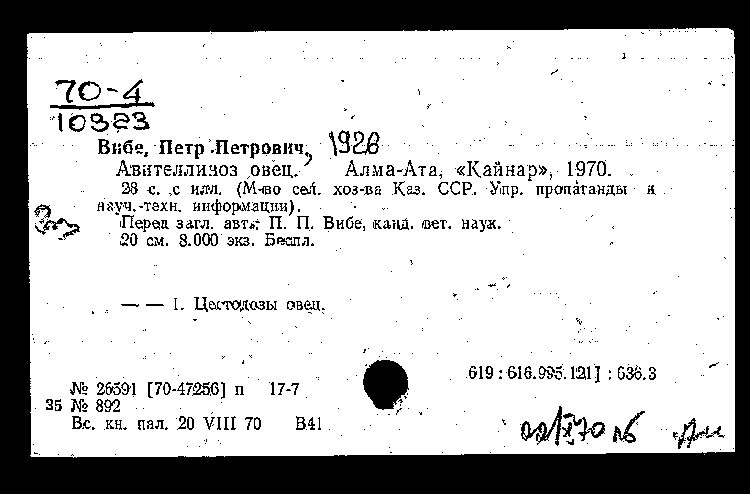 70-4
10383
Вибе, Петр Петрович, 1926
Авителлиноз овец. Алма-Ата, «Кайнар», 1970.
28 с. с илл. (М-во сел. хоз-ва Каз. ССР. Упр. пропаганды и
науч.-техн. информации).
Перед загл. авт.: П. П. Вибе, канд. вет. наук.
20 см. 8.000 экз. Беспл.
— — 1. Цестодозы овец.
619 : 616.995.121] : 636.3
№ 26591 [70-47256] п 17-7
35 № 892
Вс. кн. пал. 20 VIII 70 В41